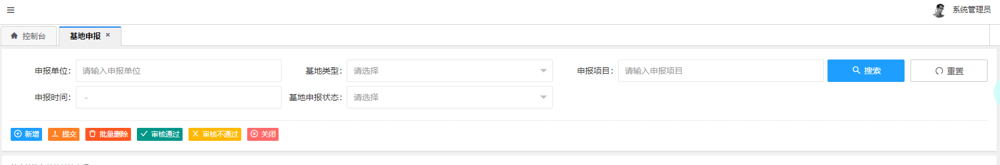 系统管理员
控制台 基地申报 ×
申报单位： 请输入申报单位 基地类型： 请选择 申报项目： 请输入申报项目 搜索 重置
申报时间： - 基地申报状态： 请选择
新增 提交 批量删除 审核通过 审核不通过 关闭